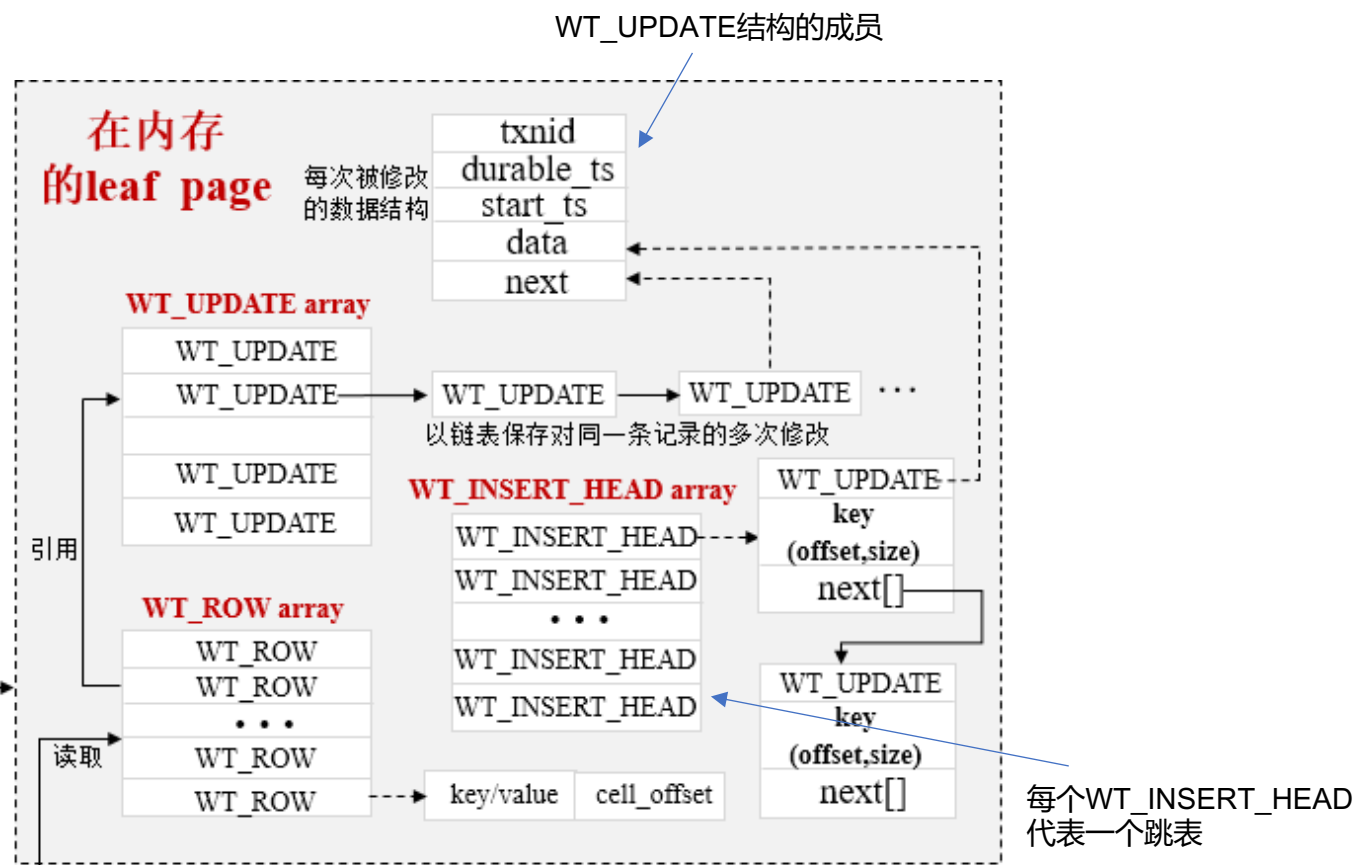 WT_UPDATE结构的成员
在内存
的leaf page
每次被修改
的数据结构
txnid
durable_ts
start_ts
data
next
WT_UPDATE array
WT_UPDATE
WT_UPDATE
WT_UPDATE
WT_UPDATE
WT_UPDATE
WT_UPDATE
···
以链表保存对同一条记录的多次修改
引用
WT_INSERT_HEAD array
WT_INSERT_HEAD
WT_INSERT_HEAD
···
WT_INSERT_HEAD
WT_INSERT_HEAD
WT_UPDATE
key
(offset,size)
next[]
WT_UPDATE
key
(offset,size)
next[]
WT_ROW array
WT_ROW
WT_ROW
···
WT_ROW
WT_ROW
读取
key/value
cell_offset
每个WT_INSERT_HEAD
代表一个跳表